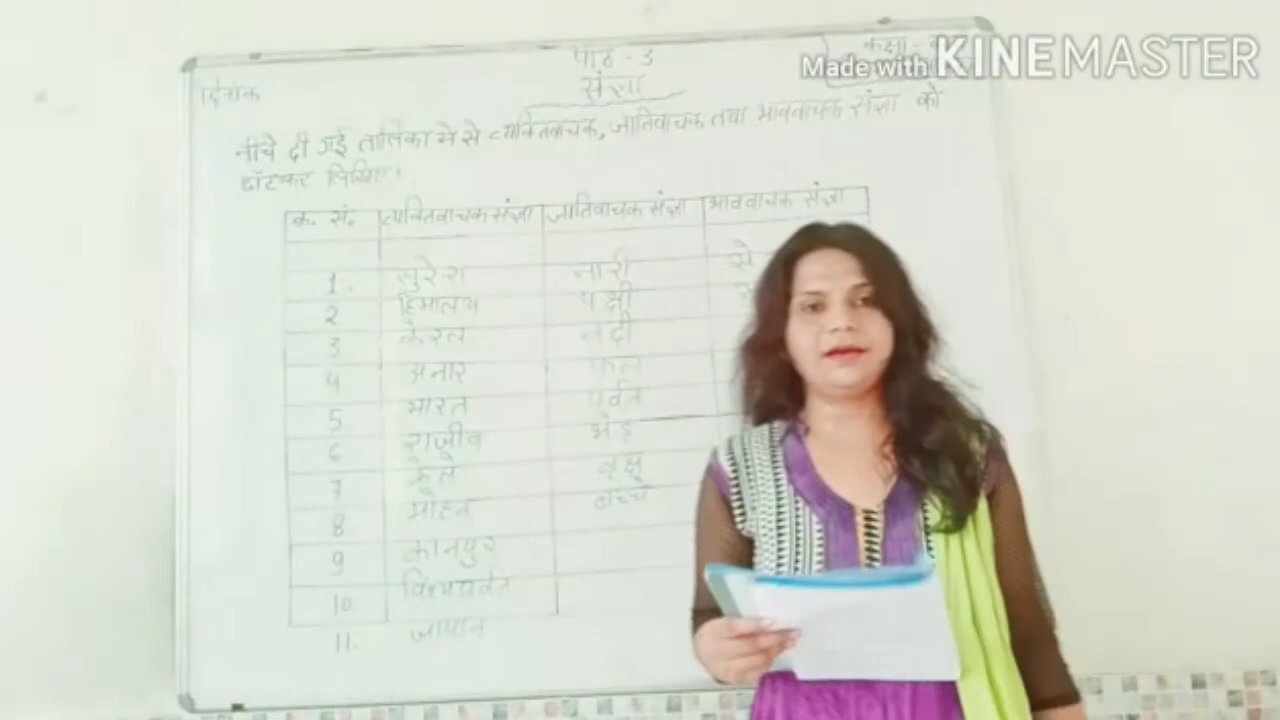 पाठ - 3
कक्षा -
Made with KINEMASTER
दिनांक
संज्ञा
नीचे दी गई तालिका में से व्यक्तिवाचक, जातिवाचक तथा भाववाचक संज्ञा को
छाँटकर लिखिए।
क. सं. व्यक्तिवाचक संज्ञा जातिवाचक संज्ञा भाववाचक संज्ञा
1. सुरेश नारी
2 हिमालय पक्षी
3 केरल नदी
4 अनार फल
5 भारत पर्वत
6 राजीव भेड़
7 वृक्ष
8 मोहन बच्चे
9 कानपुर
10
11. जापान